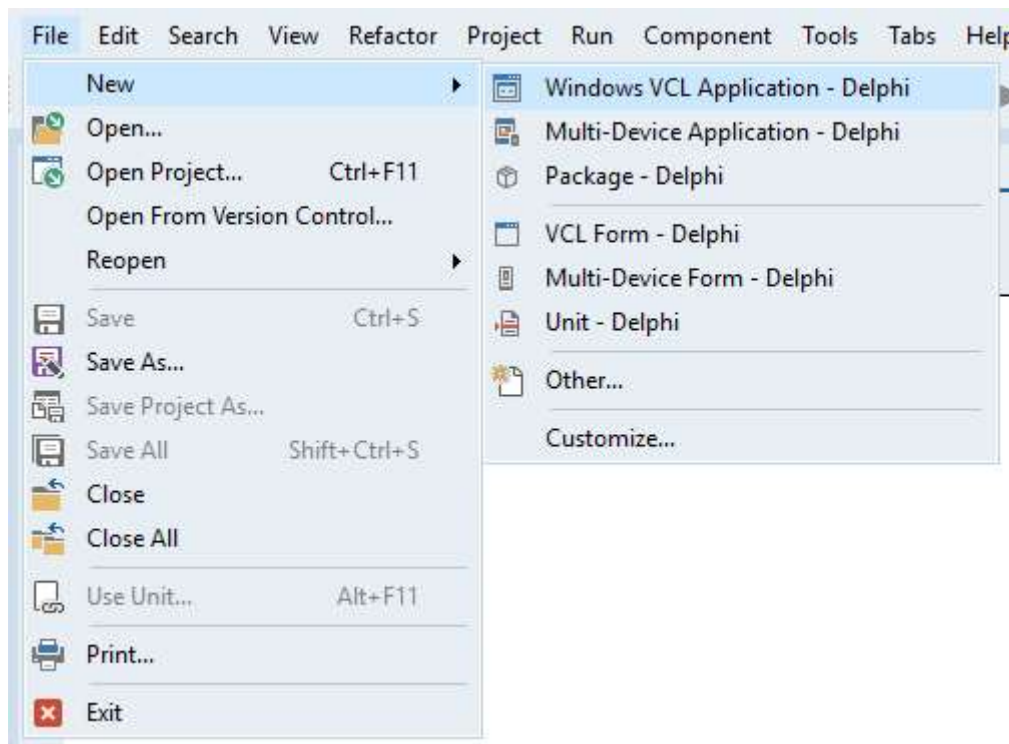 File Edit Search View Refactor Project Run Component Tools Tabs Help
New
Open...
Open Project... Ctrl+F11
Open From Version Control...
Reopen
Save Ctrl+S
Save As...
Save Project As...
Save All Shift+Ctrl+S
Close
Close All
Use Unit... Alt+F11
Print...
Exit
Windows VCL Application - Delphi
Multi-Device Application - Delphi
Package - Delphi
VCL Form - Delphi
Multi-Device Form - Delphi
Unit - Delphi
Other...
Customize...